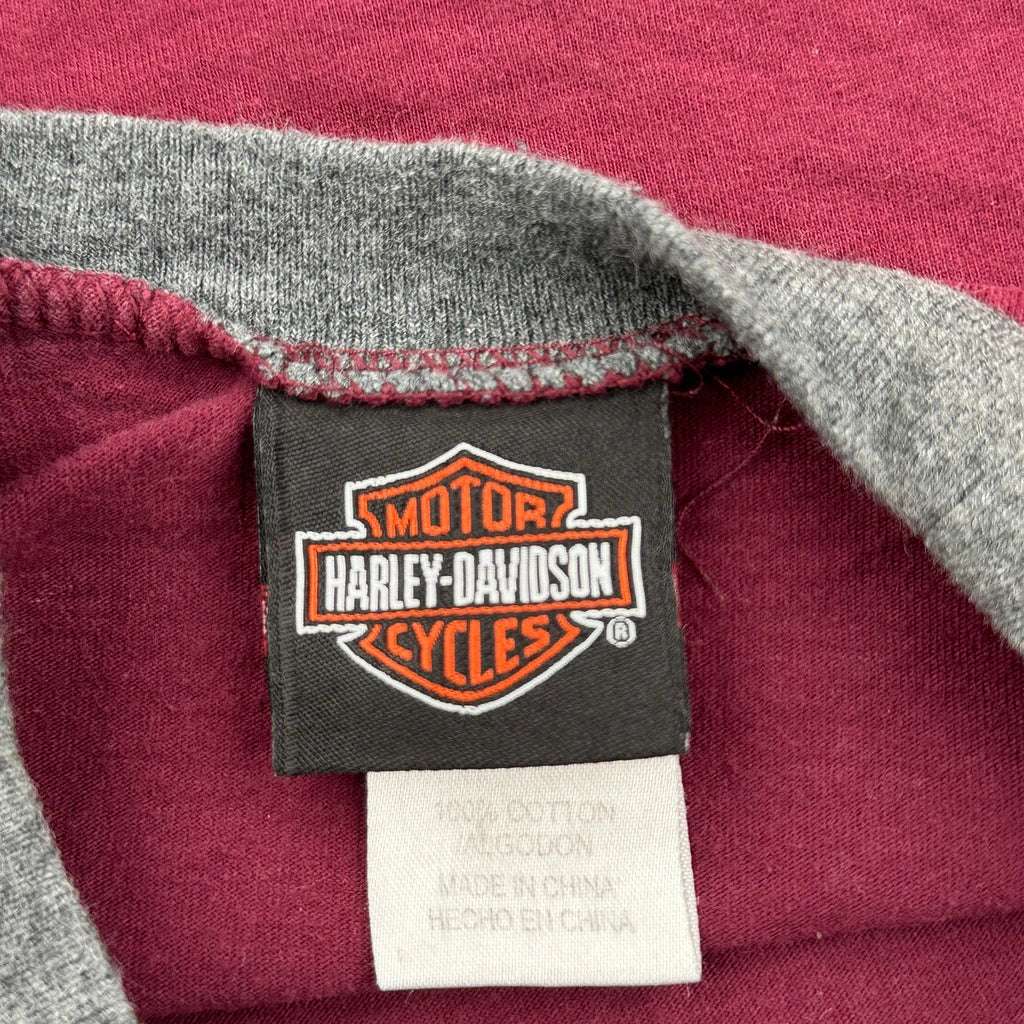 MOTOR
HARLEY-DAVIDSON
CYCLES
®
100% COTTON
ALGODON
MADE IN CHINA
HECHO EN CHINA